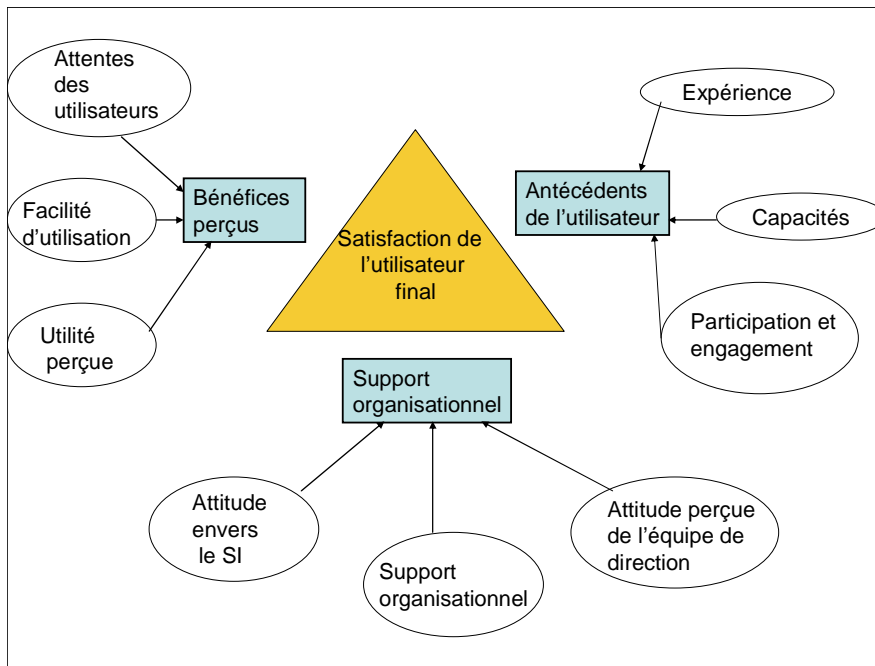 Attentes
des
utilisateurs
Expérience
Bénéfices
perçus
Antécédents
de l’utilisateur
Facilité
d’utilisation
Capacités
Satisfaction de
l’utilisateur
final
Utilité
perçue
Participation et
engagement
Support
organisationnel
Attitude
envers
le SI
Support
organisationnel
Attitude perçue
de l’équipe de
direction